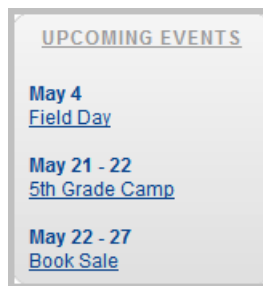 UPCOMING EVENTS
May 4
Field Day
May 21 - 22
5th Grade Camp
May 22 - 27
Book Sale